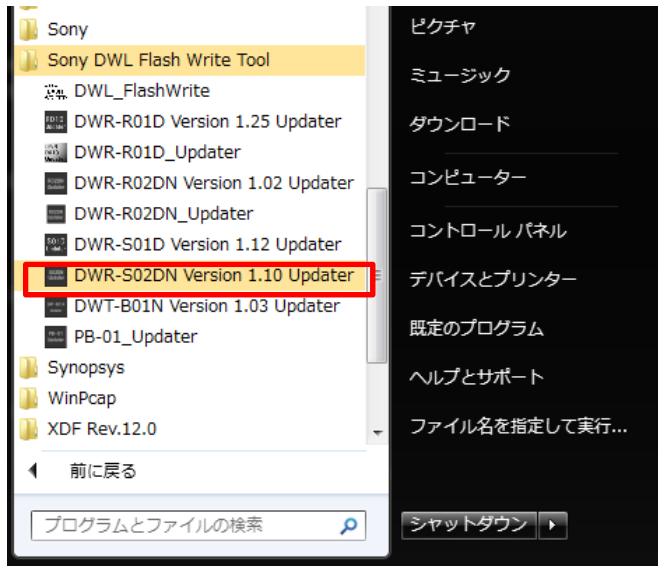 Sony
Sony DWL Flash Write Tool
DWL_FlashWrite
DWR-R01D Version 1.25 Updater
DWR-R01D_Updater
DWR-R02DN Version 1.02 Updater
DWR-R02DN_Updater
DWR-S01D Version 1.12 Updater
DWR-S02DN Version 1.10 Updater
DWT-B01N Version 1.03 Updater
PB-01_Updater
Synopsys
WinPcap
XDF Rev.12.0
前に戻る
プログラムとファイルの検索
ピクチャ
ミュージック
ダウンロード
コンピューター
コントロール パネル
デバイスとプリンター
既定のプログラム
ヘルプとサポート
ファイル名を指定して実行...
シャットダウン